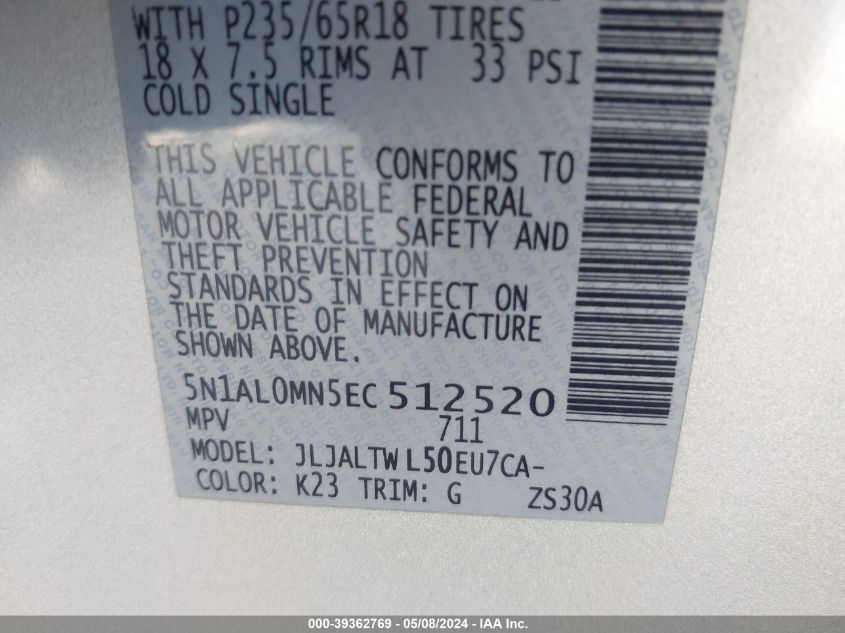 WITH P235/65R18 TIRES
18 X 7.5 RIMS AT 33 PSI
COLD SINGLE
THIS VEHICLE CONFORMS TO
ALL APPLICABLE FEDERAL
MOTOR VEHICLE SAFETY AND
THEFT PREVENTION
STANDARDS IN EFFECT ON
THE DATE OF MANUFACTURE
SHOWN ABOVE.
5N1AL0MN5EC512520
MPV 711
MODEL: JLJALTWL50EU7CA-
COLOR: K23 TRIM: G ZS30A
000-39362769 — 05/08/2024 — IAA Inc.